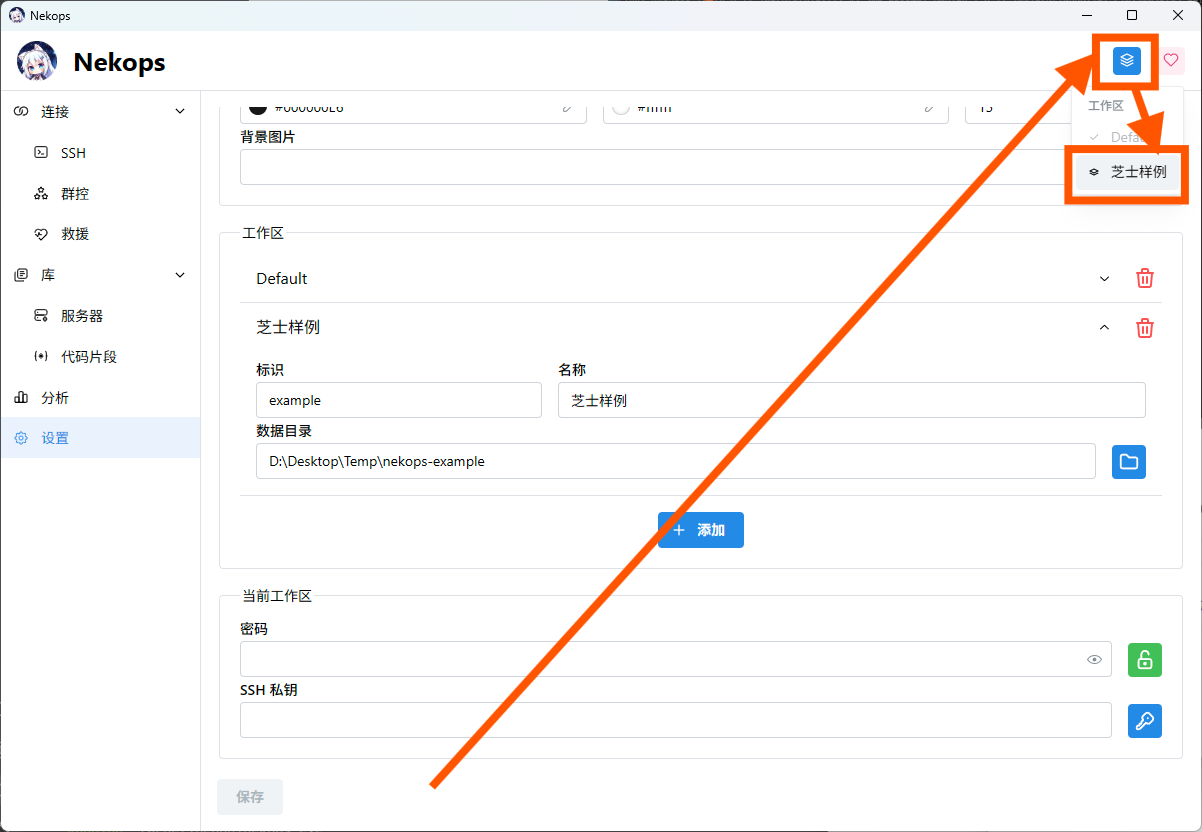 Nekops
Nekops
连接
SSH
群控
救援
库
服务器
代码片段
分析
设置
#000000E6
#ffffff
背景图片
工作区
芝士样例
工作区
Default
芝士样例
标识
名称
example
芝士样例
数据目录
D:\Desktop\Temp\nekops-example
添加
当前工作区
密码
SSH 私钥
保存